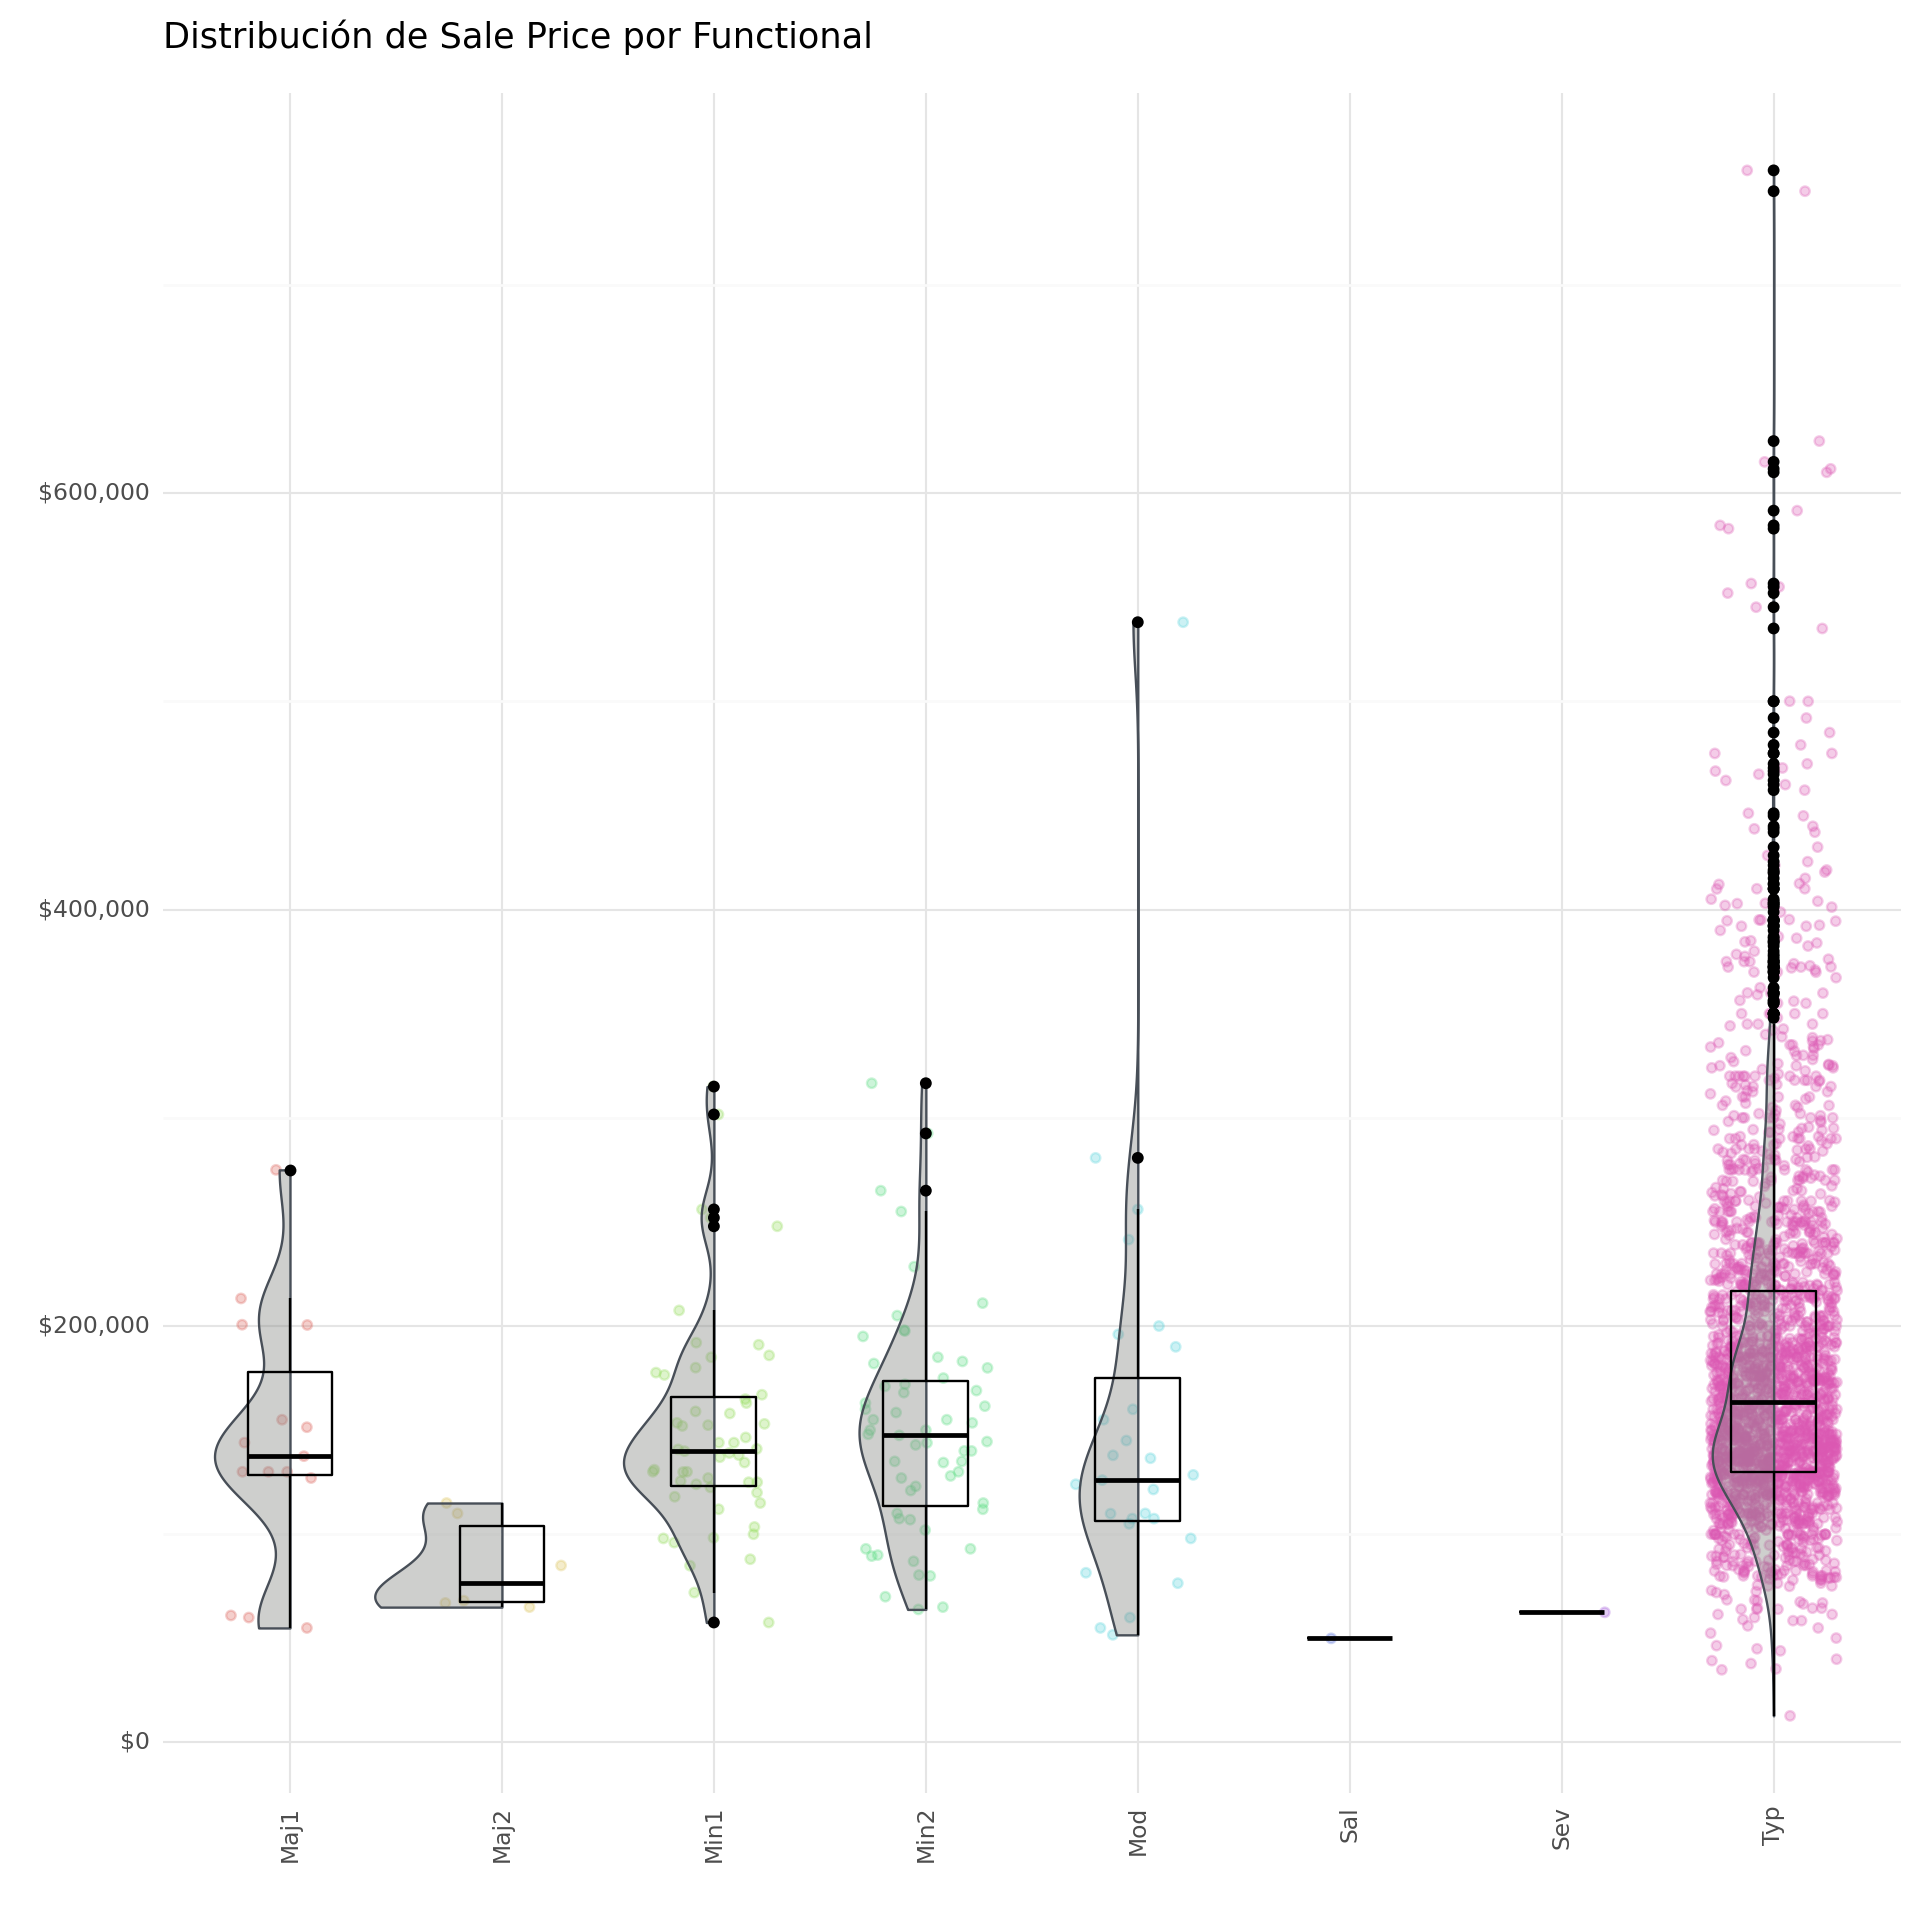 Distribución de Sale Price por Functional
$600,000
$400,000
$200,000
$0
Maj1
Maj2
Min1
Min2
Mod
Sal
Sev
Typ